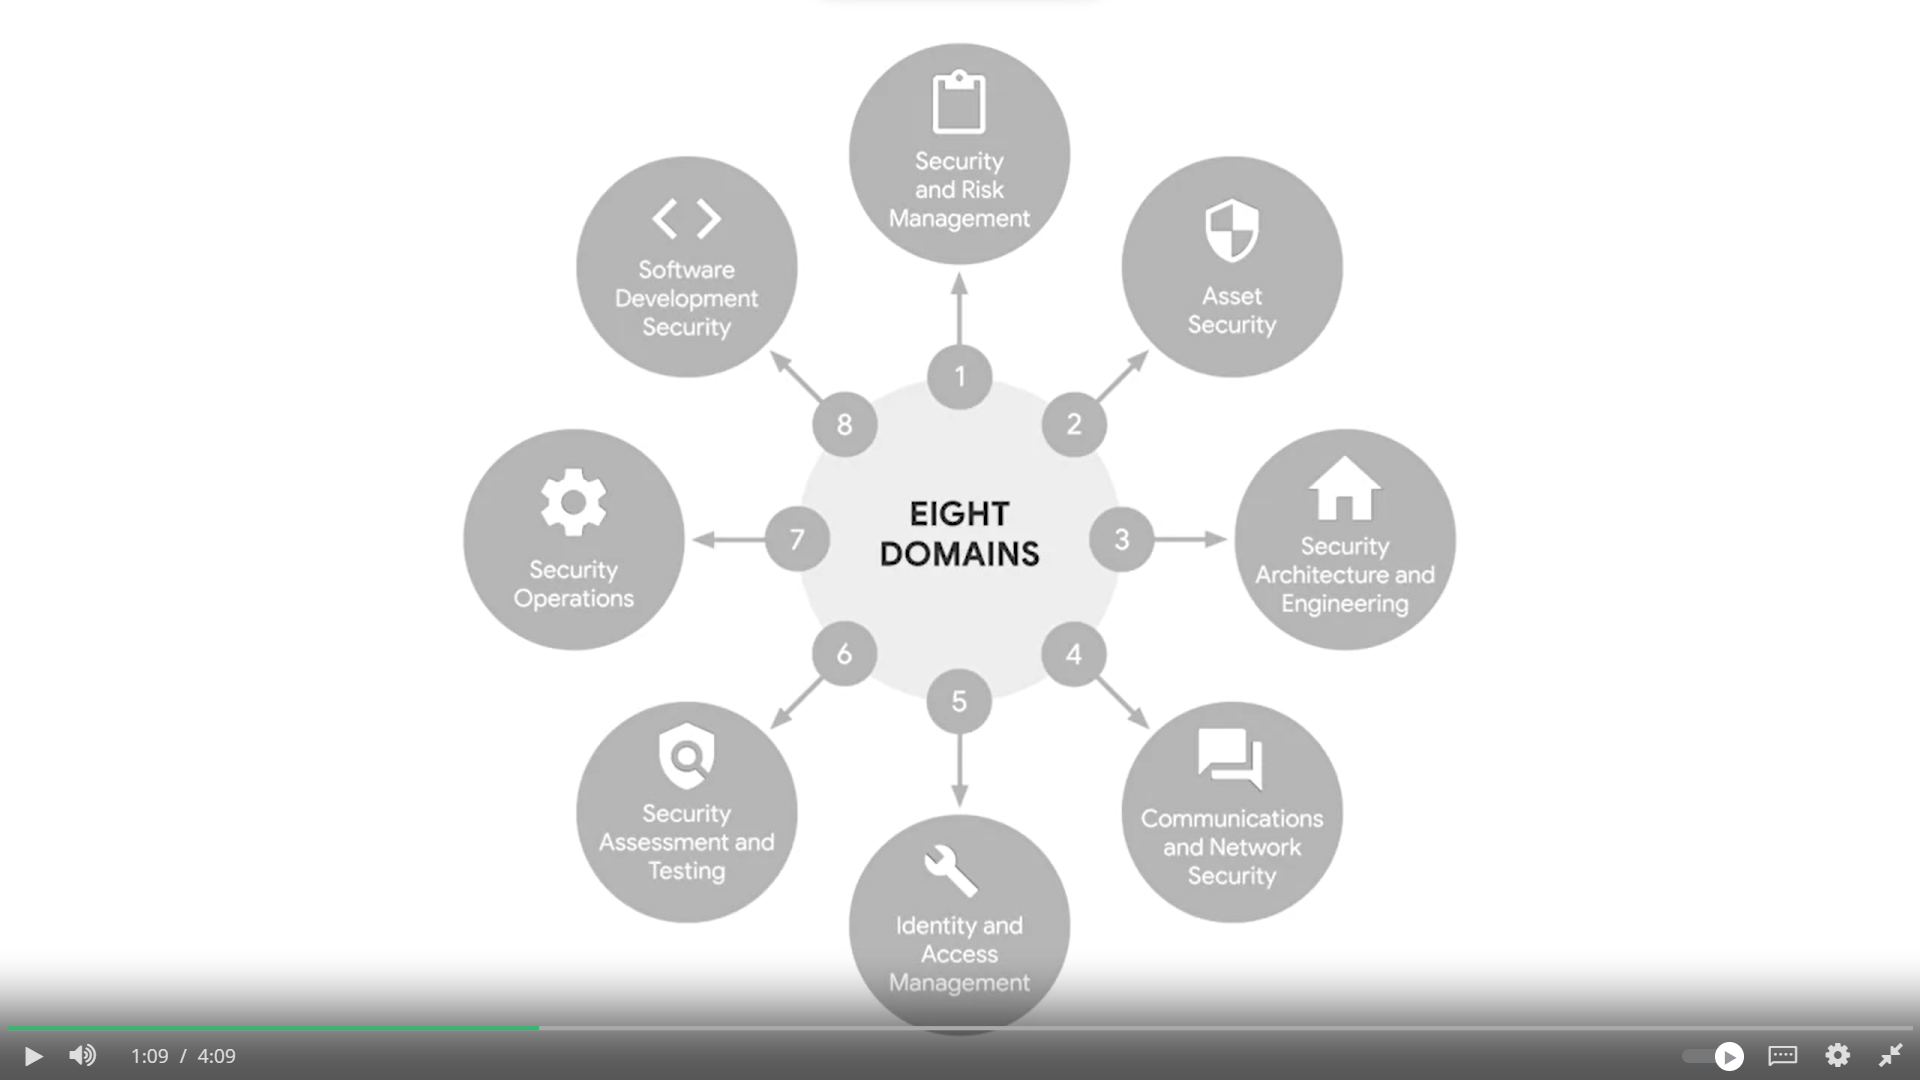 EIGHT
DOMAINS
1
Security
and Risk
Management
2
Asset
Security
3
Security
Architecture and
Engineering
4
Communications
and Network
Security
5
Identity and
Access
Management
6
Security
Assessment and
Testing
7
Security
Operations
8
Software
Development
Security
1:09 / 4:09